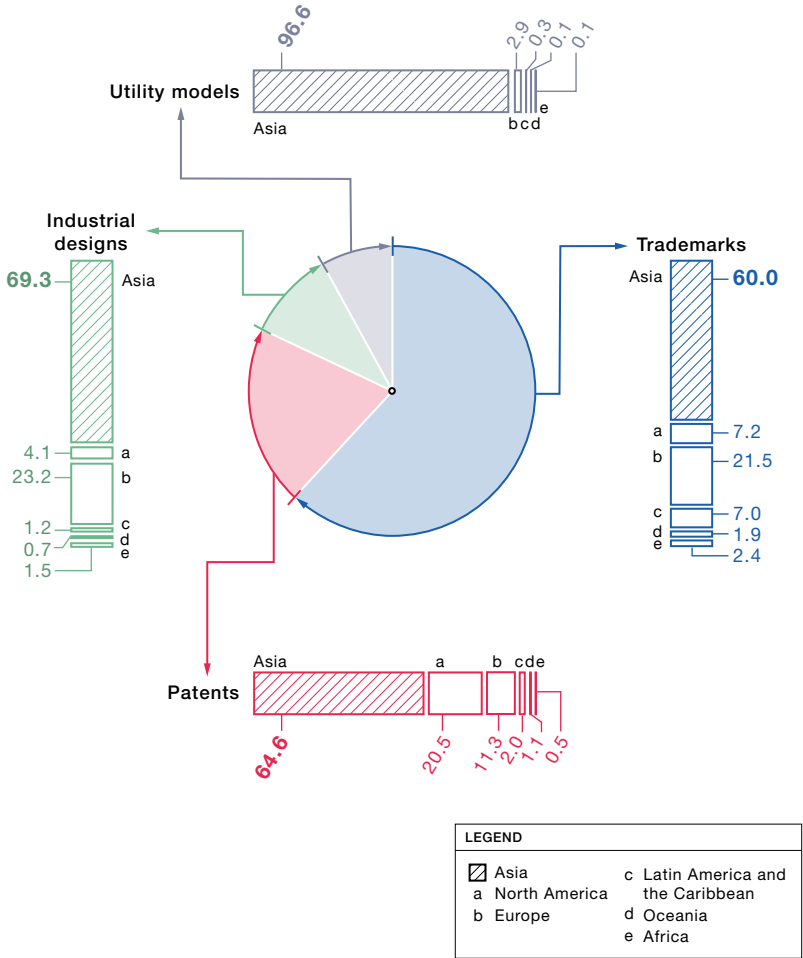 96.6
2.9
0.3
0.1
0.1
Utility models
e
Asia
b c d
Industrial
designs
69.3
Asia
4.1
a
23.2
b
1.2
c
0.7
d
1.5
e
Trademarks
Asia
60.0
a
7.2
b
21.5
c
7.0
d
1.9
e
2.4
Asia
a
b
c d e
Patents
64.6
20.5
11.3
2.0
1.1
0.5
LEGEND
Asia
a North America
b Europe
c Latin America and
the Caribbean
d Oceania
e Africa